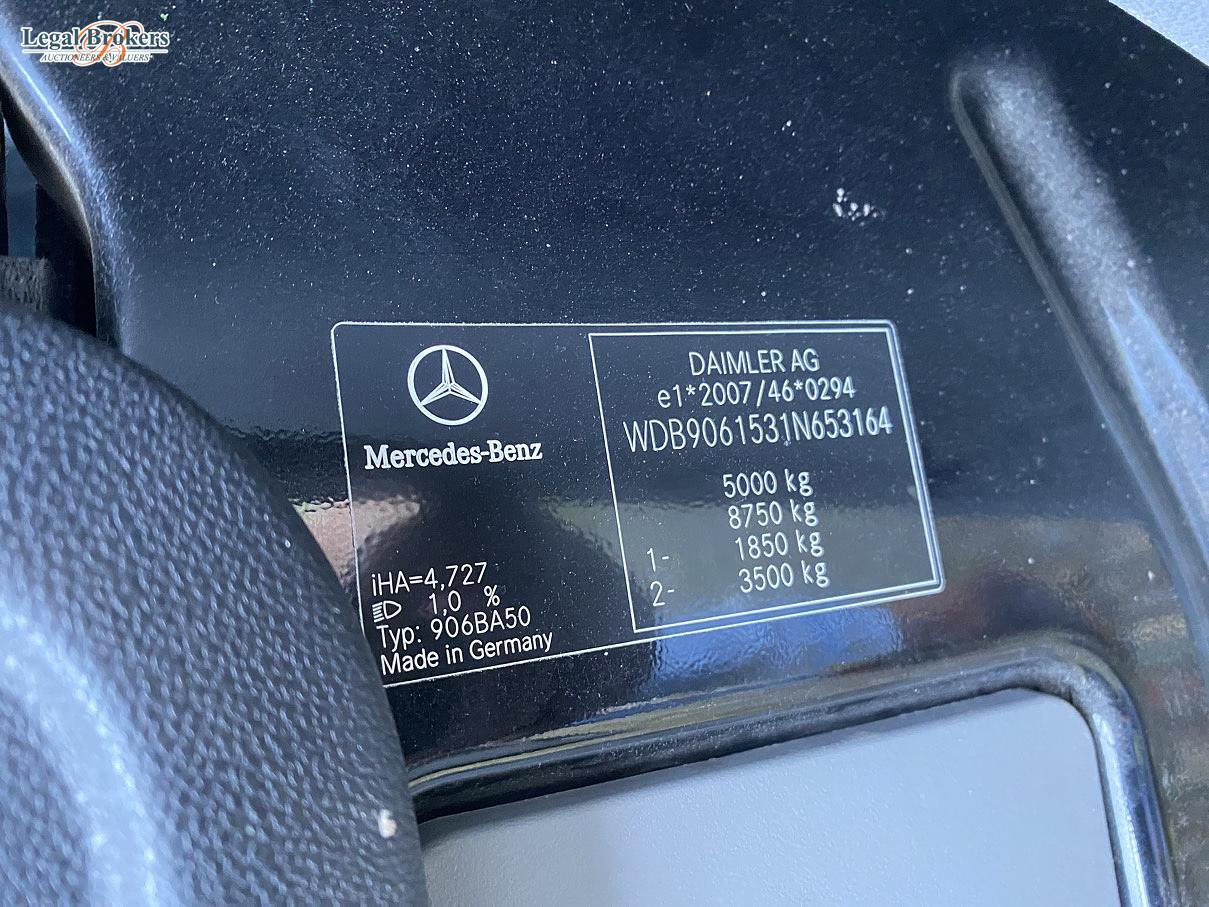 Legal Brokers
AUCTIONEERS & VALUERS
Mercedes-Benz
iHA=4,727
1,0 %
Typ: 906BA50
Made in Germany
DAIMLER AG
e1*2007/46*0294
WDB9061531N653164
5000 kg
8750 kg
1- 1850 kg
2- 3500 kg